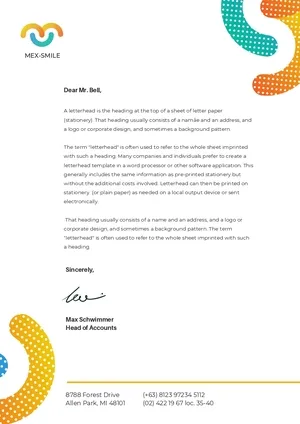 MEX-SMILE
Dear Mr. Bell,
A letterhead is the heading at the top of a sheet of letter paper
(stationery). That heading usually consists of a name and an address, and
a logo or corporate design, and sometimes a background pattern.
The term "letterhead" is often used to refer to the whole sheet imprinted
with such a heading. Many companies and individuals prefer to create a
letterhead template in a word processor or other software application. This
generally includes the same information as pre-printed stationery but
without the additional costs involved. Letterhead can then be printed on
stationery (or plain paper) as needed on a local output device or sent
electronically.
That heading usually consists of a name and an address, and a logo or
corporate design, and sometimes a background pattern. The term
"letterhead" is often used to refer to the whole sheet imprinted with such
a heading.
Sincerely,
Max Schwimmer
Head of Accounts
8788 Forest Drive (+63) 8123 97234 5112
Allen Park, MI 48101 (02) 422 19 67 loc. 35-40